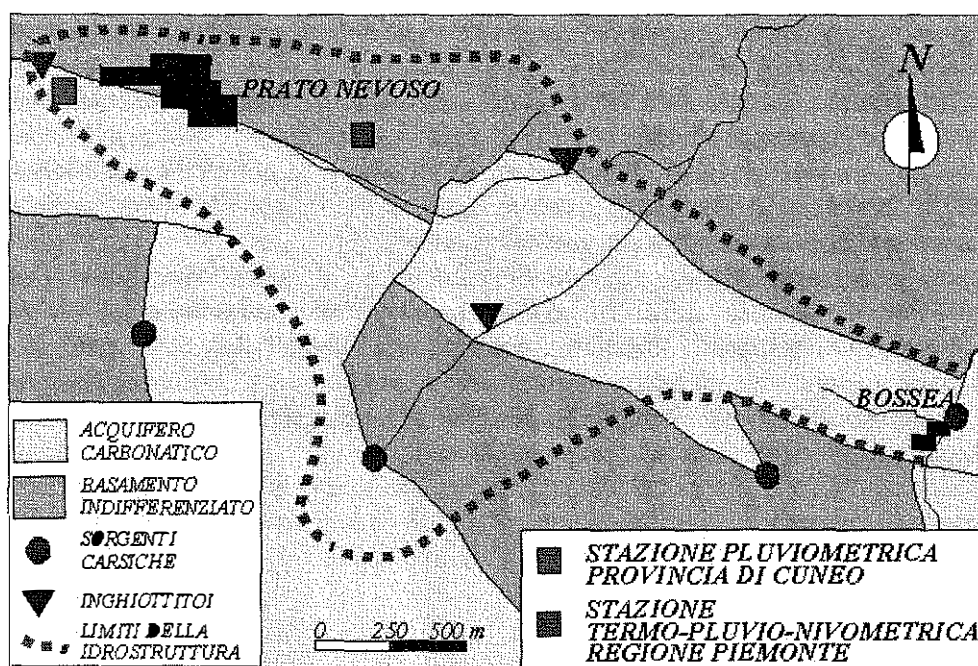 PRATO NEVOSO
N
BOSSEA
ACQUIFERO
CARBONATICO
BASAMENTO
INDIFFERENZIATO
SORGENTI
CARSICHE
INGHIOTTITOI
LIMITI DELLA
IDROSTRUTTURA
0 250 500 m
STAZIONE PLUVIOMETRICA
PROVINCIA DI CUNEO
STAZIONE
TERMO-PLUVIO-NIVOMETRICA
REGIONE PIEMONTE